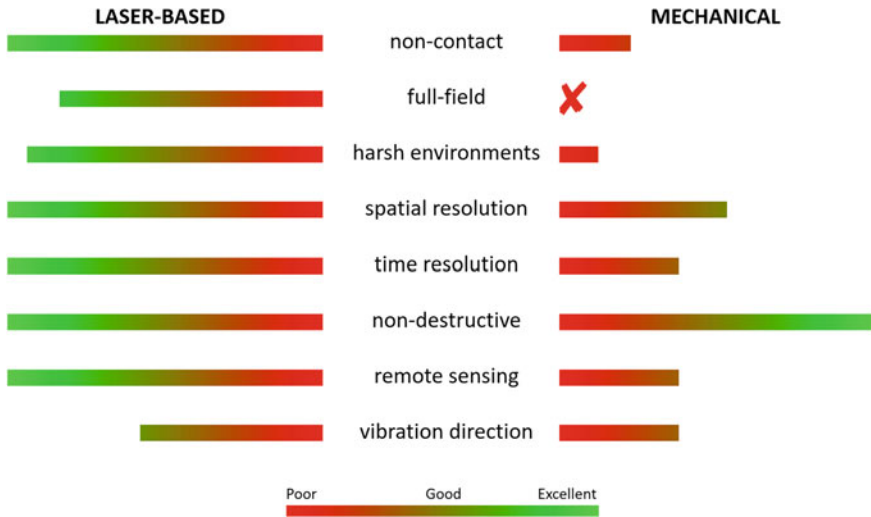 LASER-BASED MECHANICAL
non-contact
full-field
harsh environments
spatial resolution
time resolution
non-destructive
remote sensing
vibration direction
Poor Good Excellent